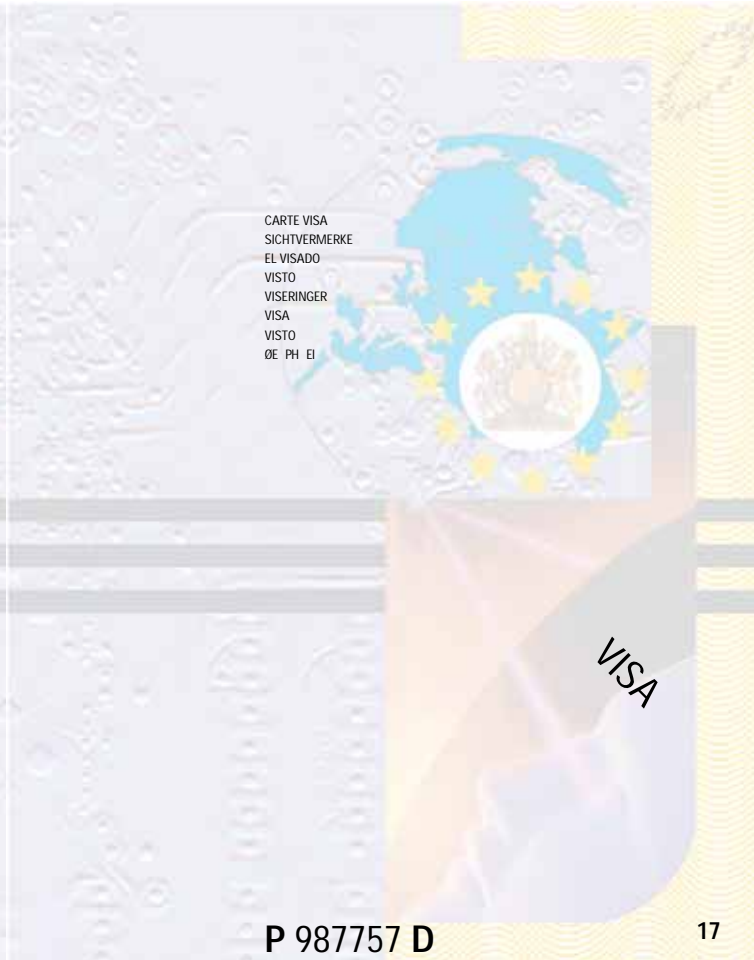 CARTE VISA
SICHTVERMERKE
EL VISADO
VISTO
VISERINGER
VISA
VISTO
ØE PH EI
VISA
P 987757 D
17